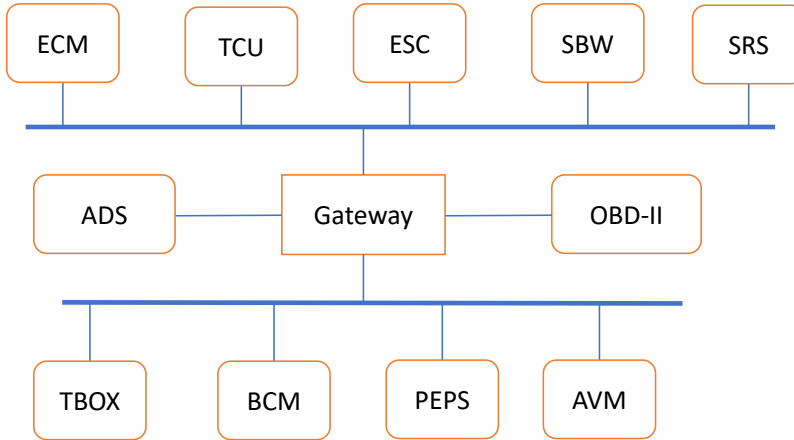 ECM
TCU
ESC
SBW
SRS
ADS
Gateway
OBD-II
TBOX
BCM
PEPS
AVM